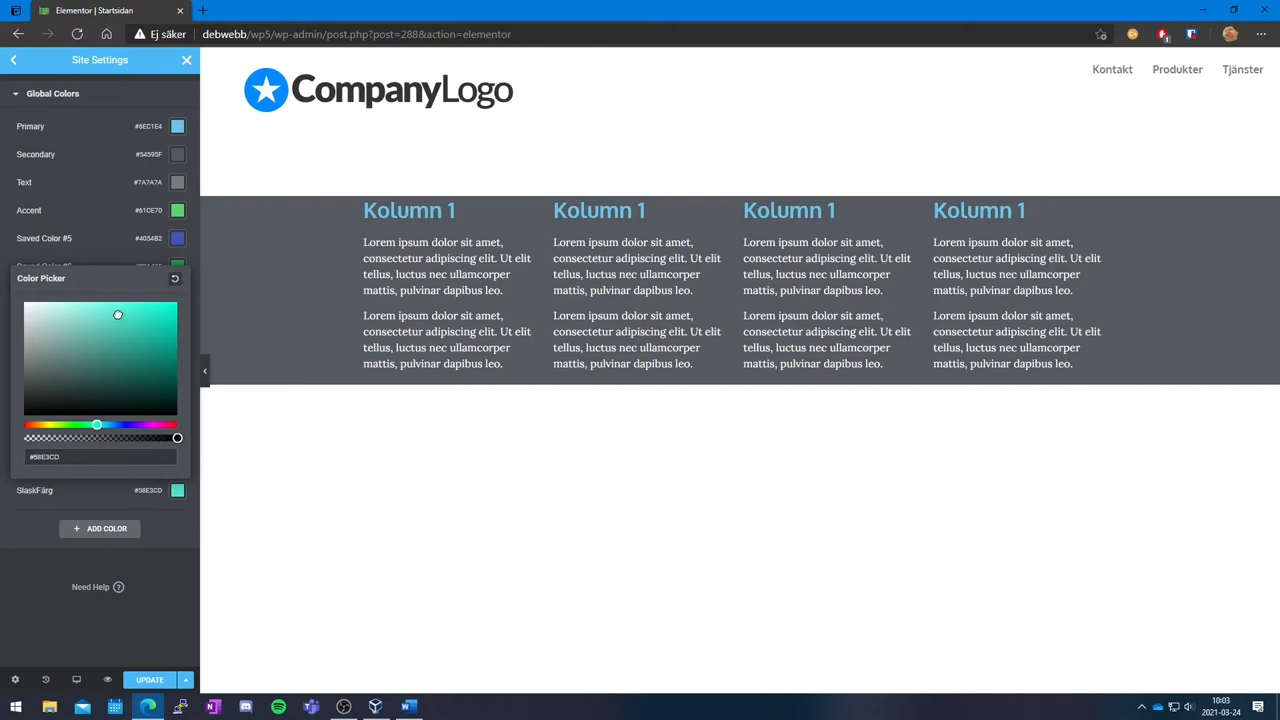 Elementor | Startsidan
Ej säker
debwebb/wp5/wp-admin/post.php?post=288&action=elementor
1
Site Settings
Global Colors
Primary #6EC1E4
Secondary #54595F
Text #7A7A7A
Accent #61CE70
Saved Color #5 #4054B2
Color Picker
#58E3CD
SlaskFärg #58E3CD
+ ADD COLOR
Need Help ?
UPDATE
CompanyLogo
Kontakt Produkter Tjänster
Kolumn 1 Kolumn 1 Kolumn 1 Kolumn 1
Lorem ipsum dolor sit amet, Lorem ipsum dolor sit amet, Lorem ipsum dolor sit amet, Lorem ipsum dolor sit amet,
consectetur adipiscing elit. Ut elit consectetur adipiscing elit. Ut elit consectetur adipiscing elit. Ut elit consectetur adipiscing elit. Ut elit
tellus, luctus nec ullamcorper tellus, luctus nec ullamcorper tellus, luctus nec ullamcorper tellus, luctus nec ullamcorper
mattis, pulvinar dapibus leo. mattis, pulvinar dapibus leo. mattis, pulvinar dapibus leo. mattis, pulvinar dapibus leo.
Lorem ipsum dolor sit amet, Lorem ipsum dolor sit amet, Lorem ipsum dolor sit amet, Lorem ipsum dolor sit amet,
consectetur adipiscing elit. Ut elit consectetur adipiscing elit. Ut elit consectetur adipiscing elit. Ut elit consectetur adipiscing elit. Ut elit
tellus, luctus nec ullamcorper tellus, luctus nec ullamcorper tellus, luctus nec ullamcorper tellus, luctus nec ullamcorper
mattis, pulvinar dapibus leo. mattis, pulvinar dapibus leo. mattis, pulvinar dapibus leo. mattis, pulvinar dapibus leo.
10:03
2021-03-24